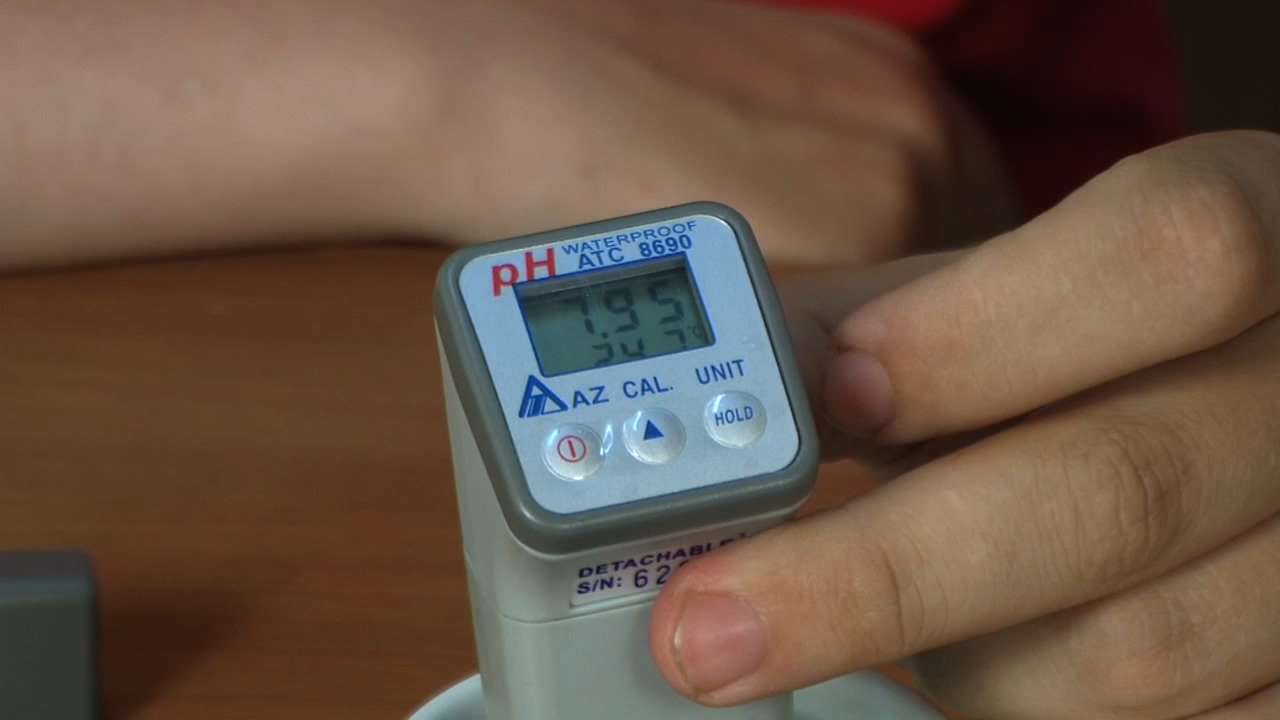 WATERPROOF
pH ATC 8690
7.95
24.7°C
AZ CAL. UNIT
HOLD
DETACHABLE
S/N: 62